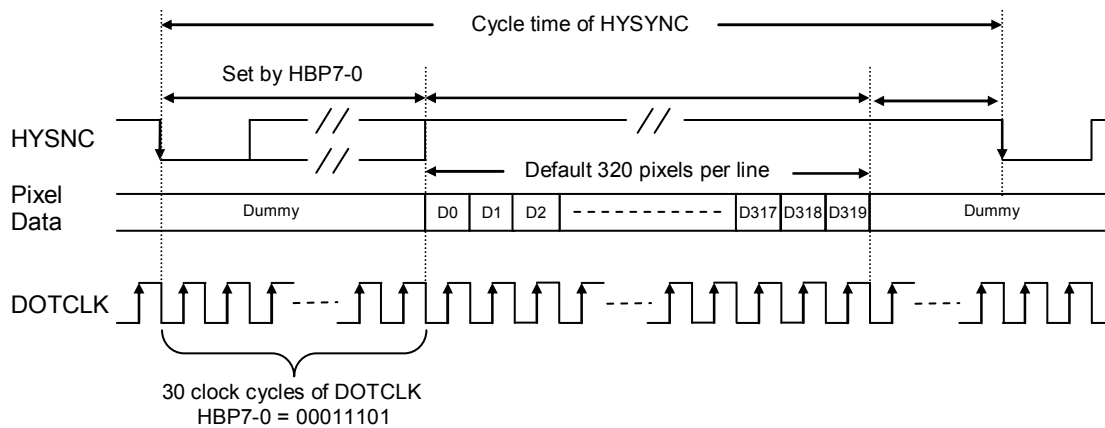 Cycle time of HYSYNC
Set by HBP7-0
HYSNC
Default 320 pixels per line
Pixel
Data
Dummy
D0
D1
D2
D317
D318
D319
Dummy
DOTCLK
30 clock cycles of DOTCLK
HBP7-0 = 00011101